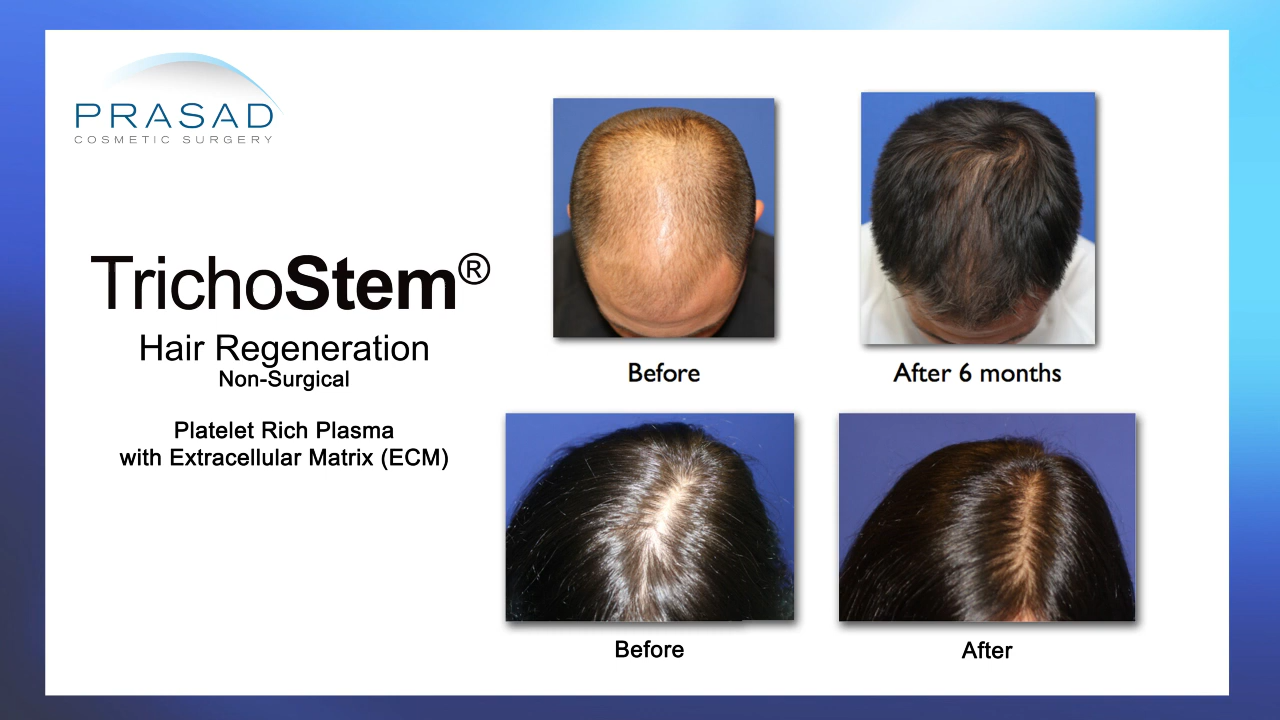 PRASAD
COSMETIC SURGERY
TrichoStem®
Hair Regeneration
Non-Surgical
Platelet Rich Plasma
with Extracellular Matrix (ECM)
Before
After 6 months
Before
After